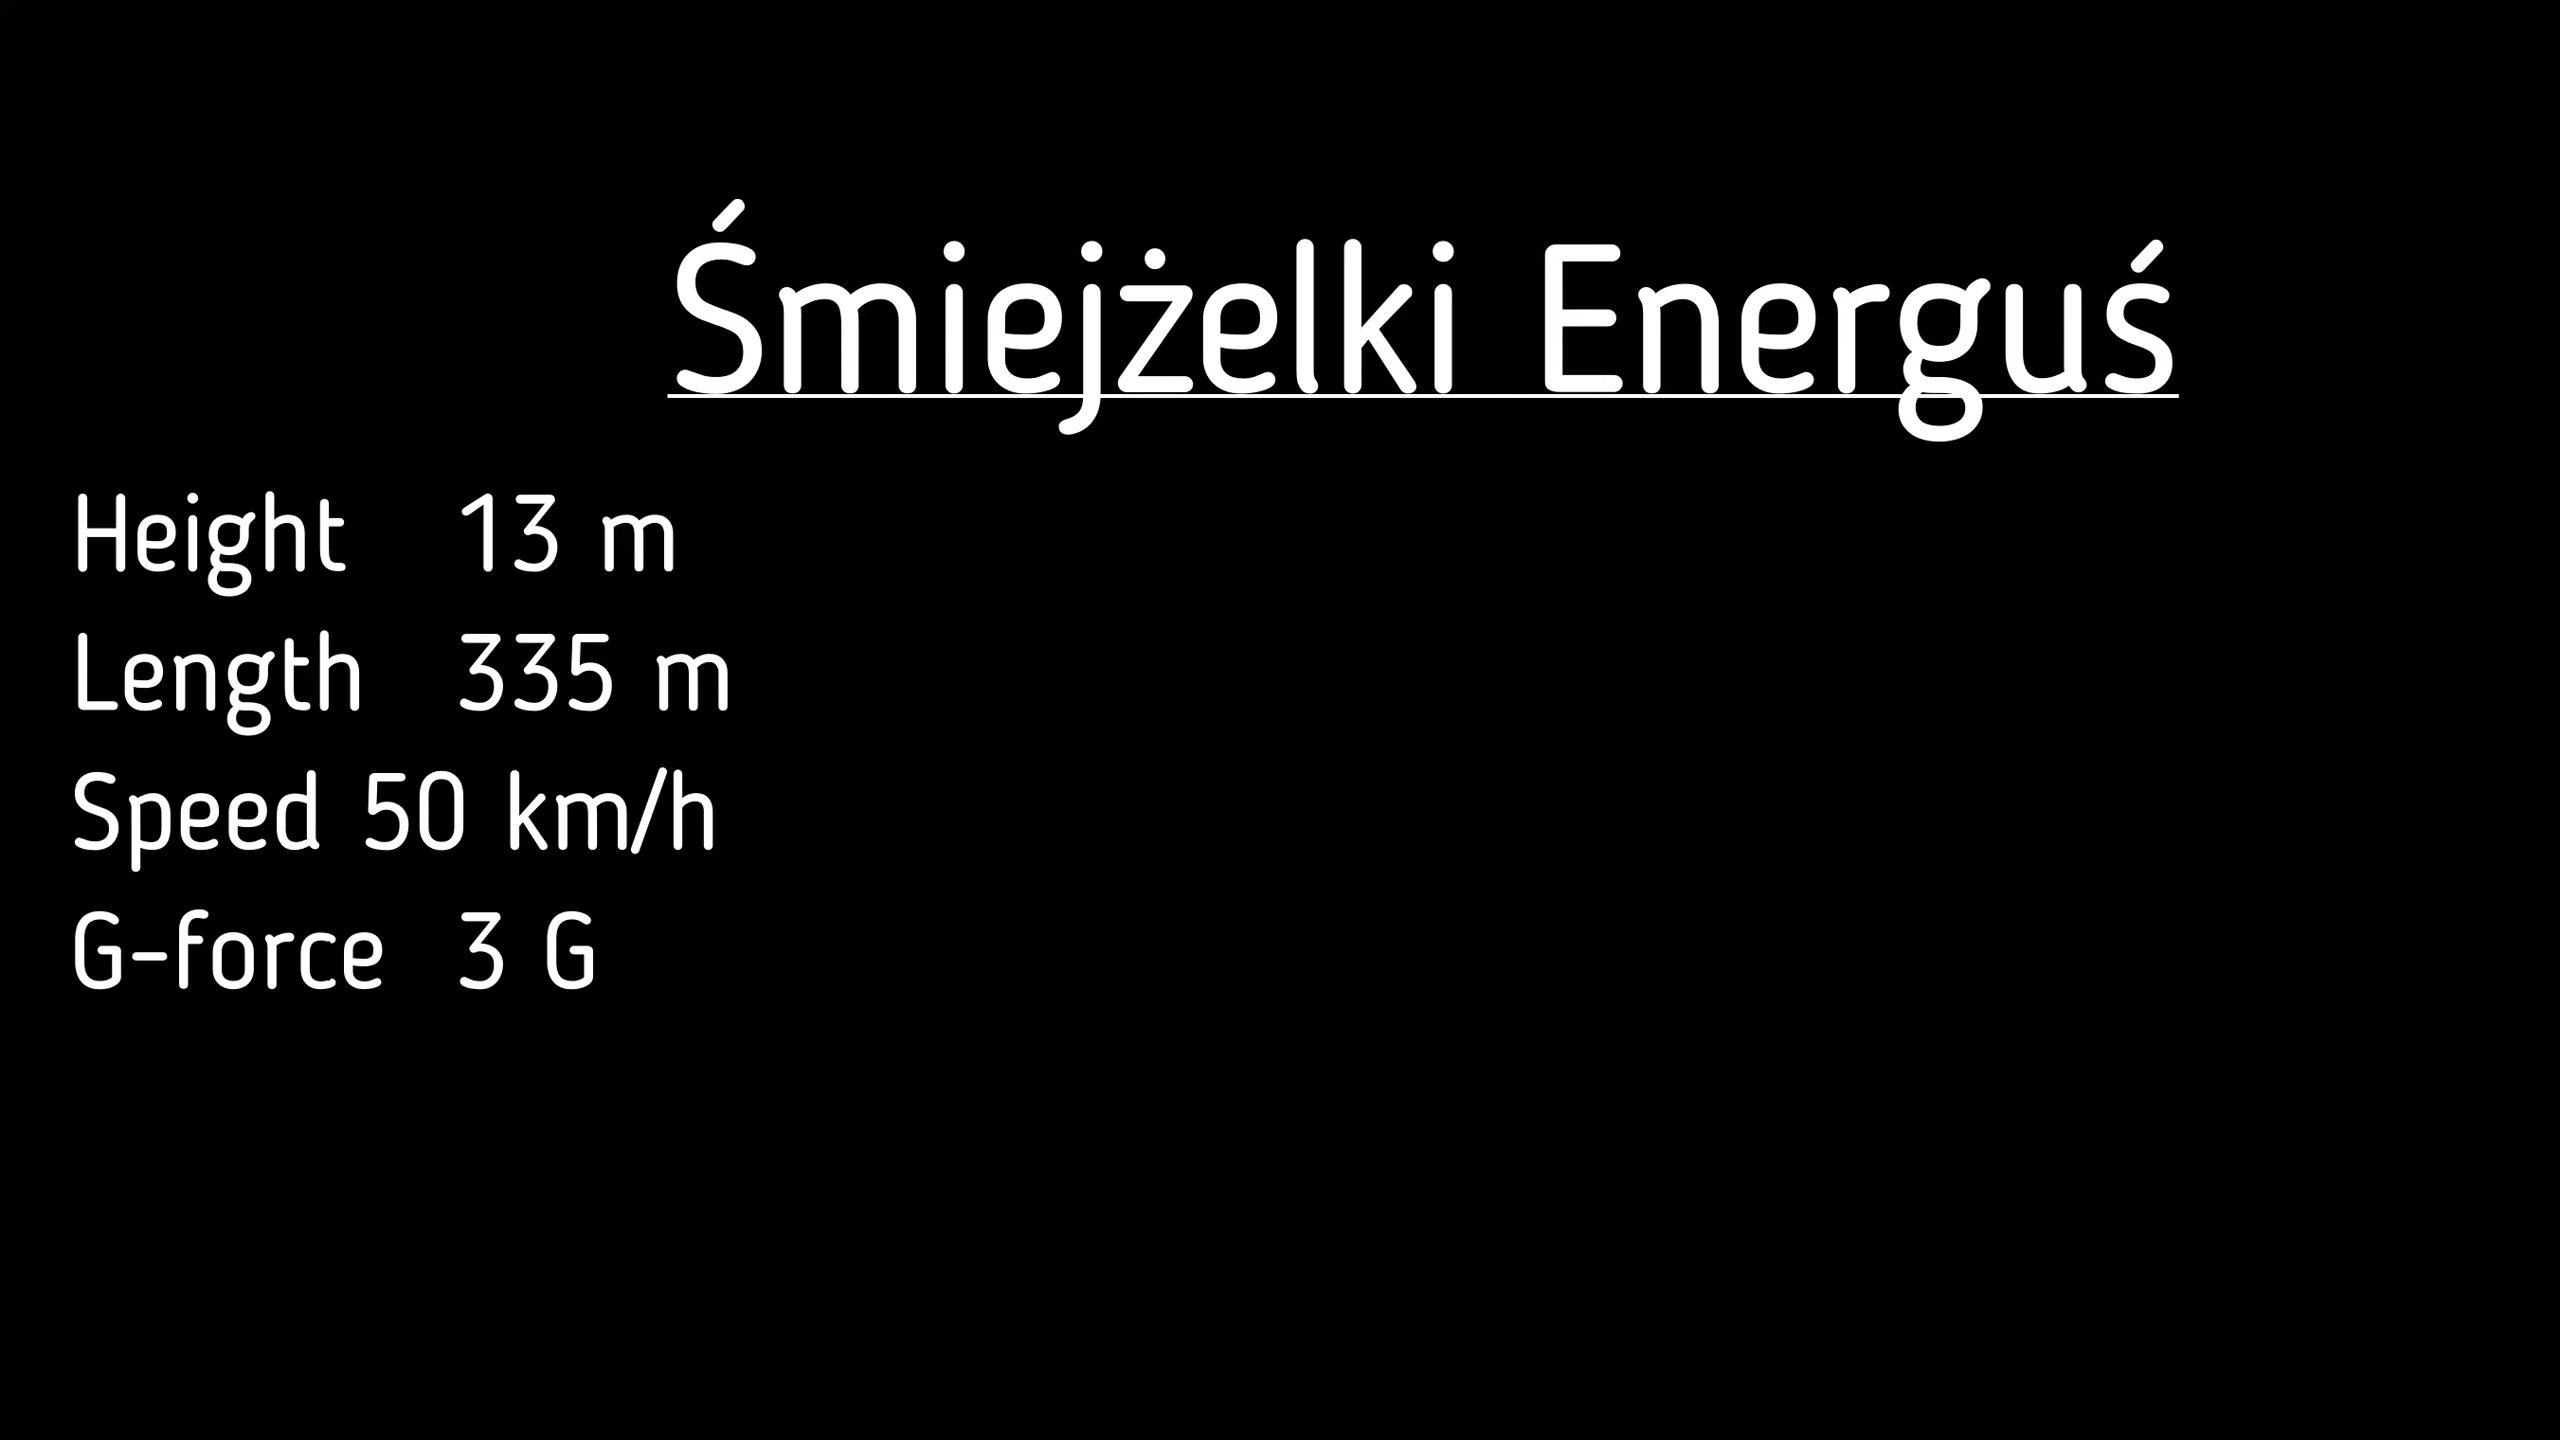 Śmiejżelki Energuś
Height 13 m
Length 335 m
Speed 50 km/h
G-force 3 G